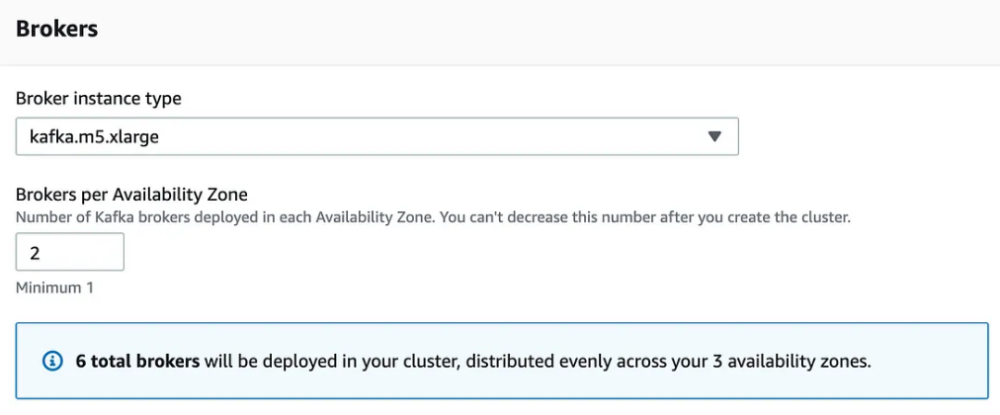 Brokers
Broker instance type
kafka.m5.xlarge
Brokers per Availability Zone
Number of Kafka brokers deployed in each Availability Zone. You can't decrease this number after you create the cluster.
2
Minimum 1
6 total brokers will be deployed in your cluster, distributed evenly across your 3 availability zones.